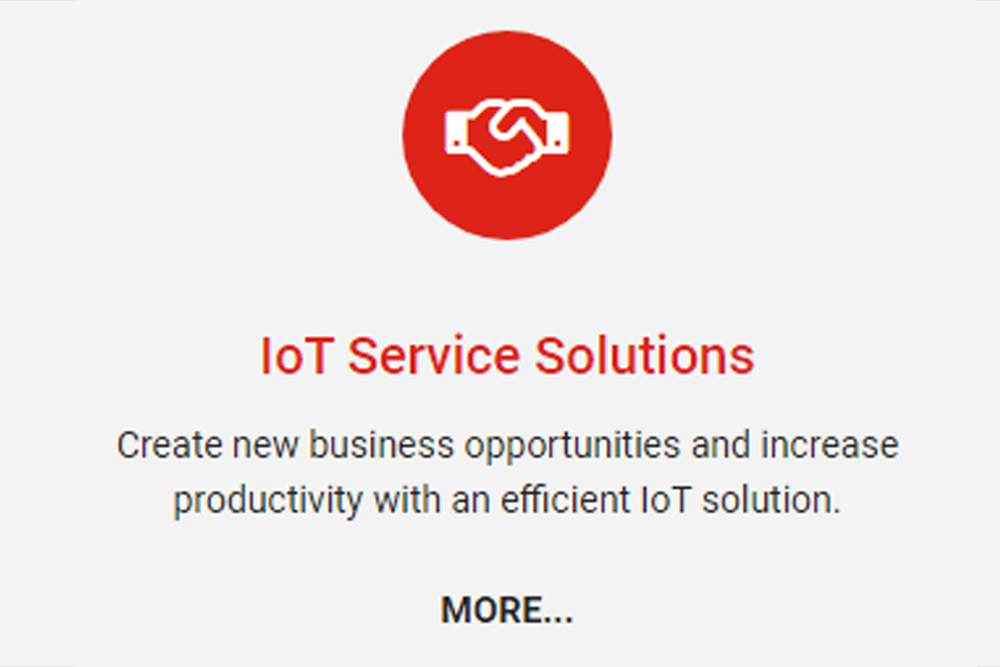 IoT Service Solutions
Create new business opportunities and increase
productivity with an efficient IoT solution.
MORE...